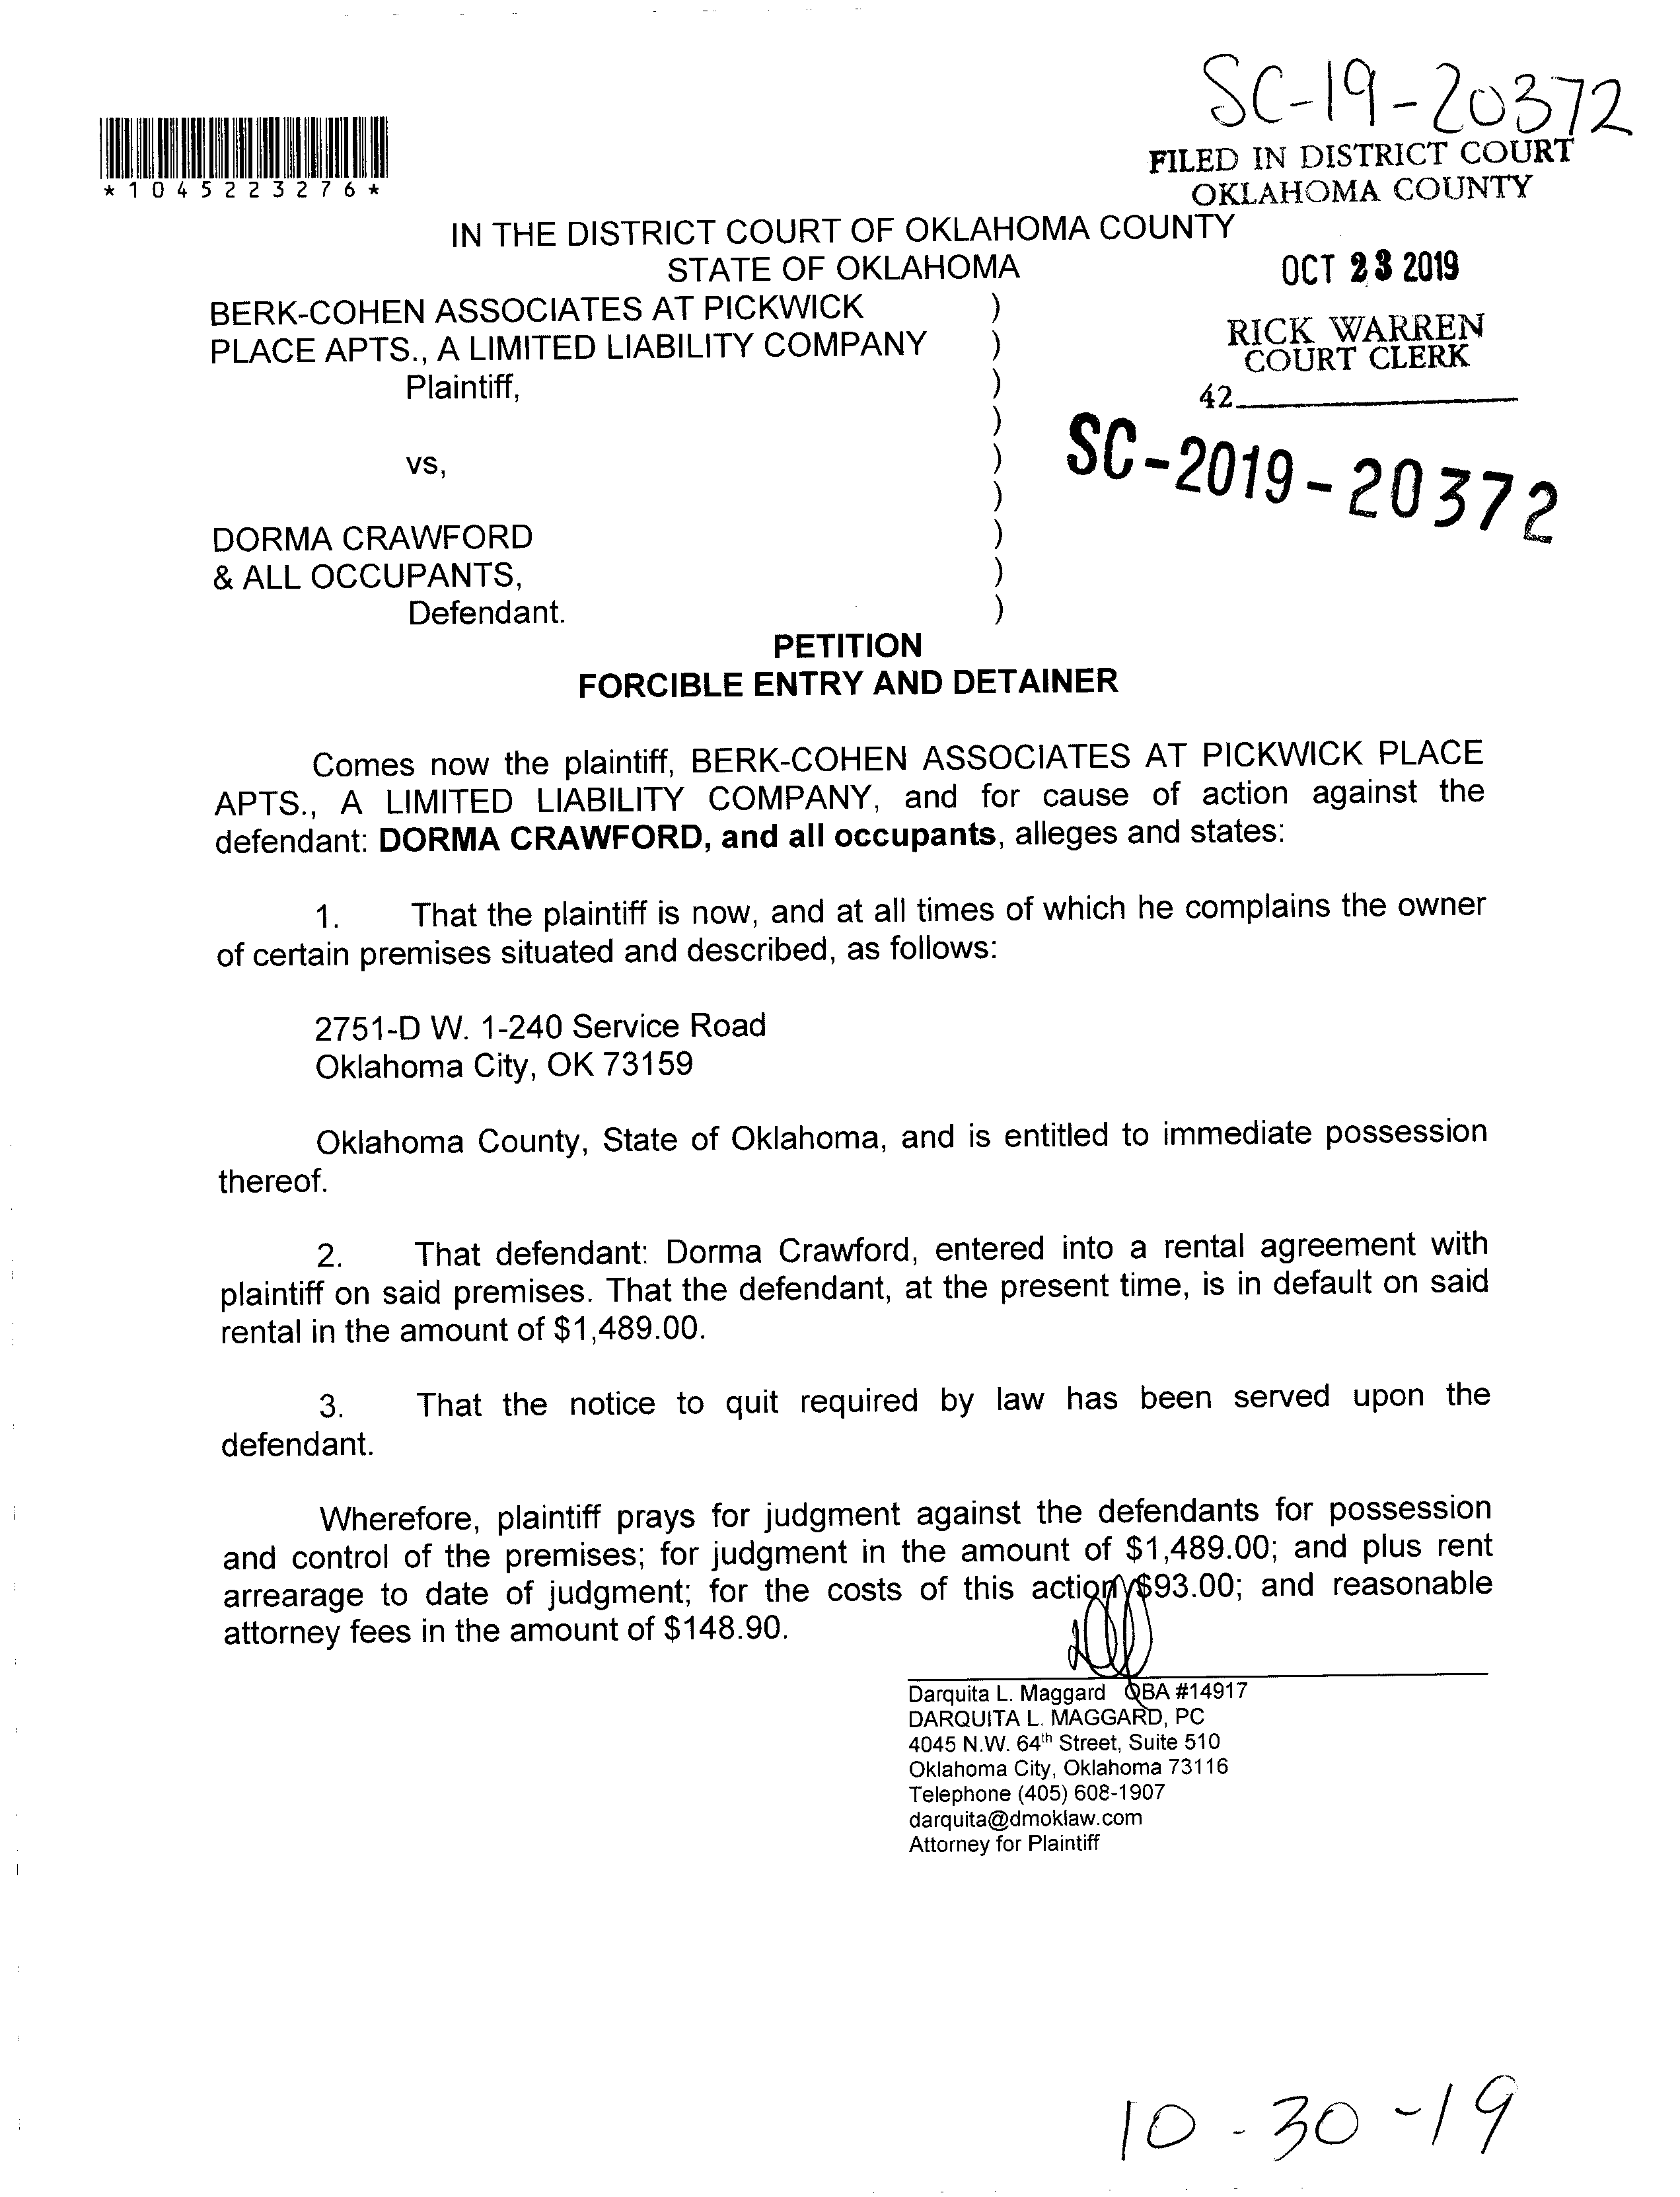 SC-19-20372
FILED IN DISTRICT COURT
OKLAHOMA COUNTY
*1045223276*
IN THE DISTRICT COURT OF OKLAHOMA COUNTY
STATE OF OKLAHOMA
OCT 23 2019
BERK-COHEN ASSOCIATES AT PICKWICK )
PLACE APTS., A LIMITED LIABILITY COMPANY )
Plaintiff, )
)
vs, )
)
DORMA CRAWFORD )
& ALL OCCUPANTS, )
Defendant. )
RICK WARREN
COURT CLERK
42
SC-2019-20372
PETITION
FORCIBLE ENTRY AND DETAINER
Comes now the plaintiff, BERK-COHEN ASSOCIATES AT PICKWICK PLACE
APTS., A LIMITED LIABILITY COMPANY, and for cause of action against the
defendant: DORMA CRAWFORD, and all occupants, alleges and states:
1. That the plaintiff is now, and at all times of which he complains the owner
of certain premises situated and described, as follows:
2751-D W. 1-240 Service Road
Oklahoma City, OK 73159
Oklahoma County, State of Oklahoma, and is entitled to immediate possession
thereof.
2. That defendant: Dorma Crawford, entered into a rental agreement with
plaintiff on said premises. That the defendant, at the present time, is in default on said
rental in the amount of $1,489.00.
3. That the notice to quit required by law has been served upon the
defendant.
Wherefore, plaintiff prays for judgment against the defendants for possession
and control of the premises; for judgment in the amount of $1,489.00; and plus rent
arrearage to date of judgment; for the costs of this action $93.00; and reasonable
attorney fees in the amount of $148.90.
Darquita L. Maggard OBA #14917
DARQUITA L. MAGGARD, PC
4045 N.W. 64th Street, Suite 510
Oklahoma City, Oklahoma 73116
Telephone (405) 608-1907
darquita@dmoklaw.com
Attorney for Plaintiff
10-30-19